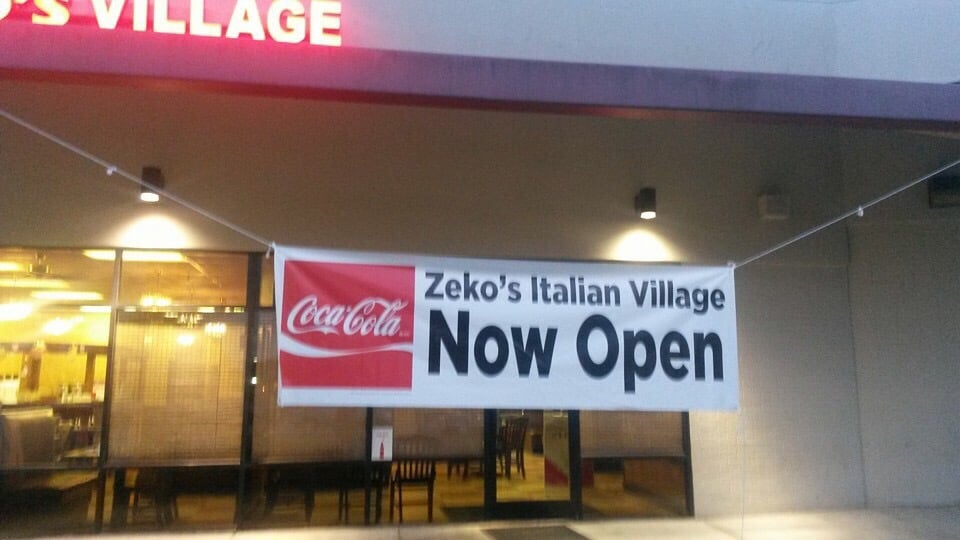 'S VILLAGE
Coca-Cola
Zeko's Italian Village
Now Open